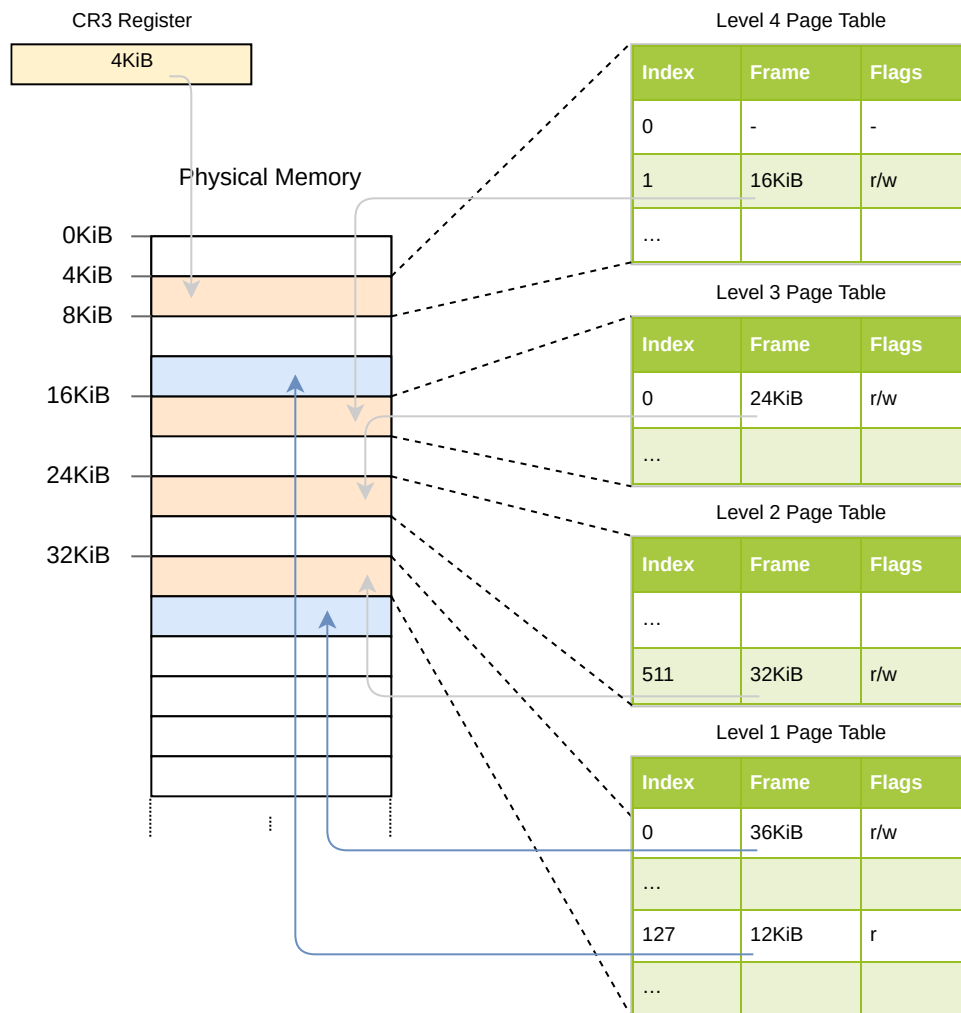 CR3 Register
4KiB
Physical Memory
0KiB
4KiB
8KiB
16KiB
24KiB
32KiB
Level 4 Page Table
Index Frame Flags
0 - -
1 16KiB r/w
...
Level 3 Page Table
Index Frame Flags
0 24KiB r/w
...
Level 2 Page Table
Index Frame Flags
...
511 32KiB r/w
Level 1 Page Table
Index Frame Flags
0 36KiB r/w
...
127 12KiB r
...